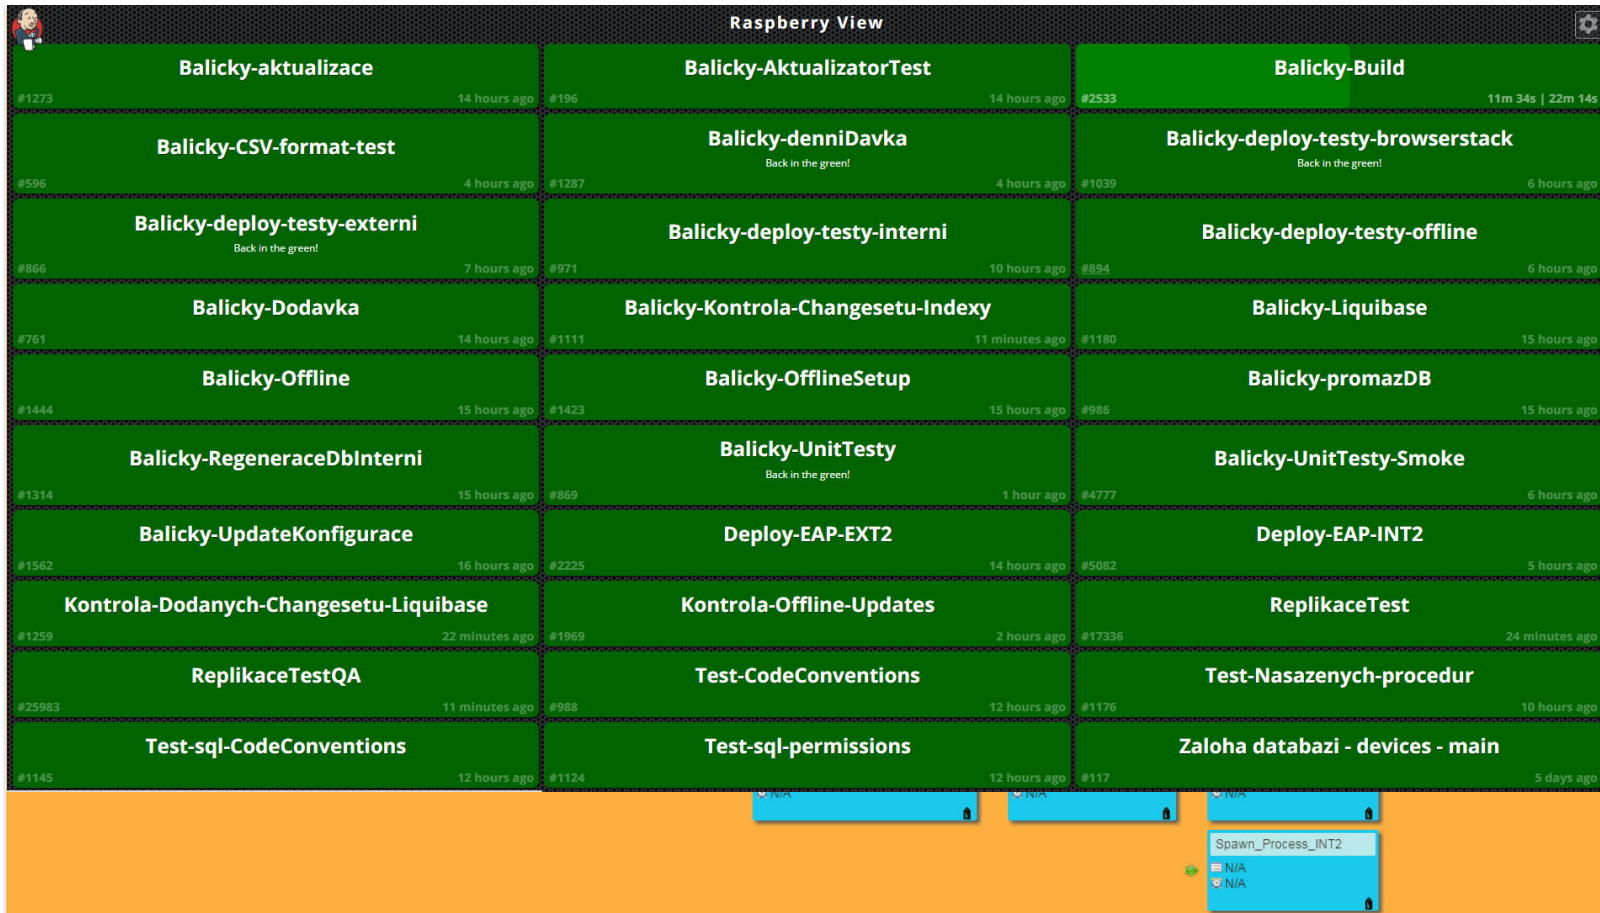 Raspberry View
Balicky-aktualizace
#1273 14 hours ago
Balicky-AktualizatorTest
#196 14 hours ago
Balicky-Build
#2533 11m 34s | 22m 14s
Balicky-CSV-format-test
#596 4 hours ago
Balicky-denniDavka
Back in the green!
#1287 4 hours ago
Balicky-deploy-testy-browserstack
Back in the green!
#1039 6 hours ago
Balicky-deploy-testy-externi
Back in the green!
#866 7 hours ago
Balicky-deploy-testy-interni
#971 10 hours ago
Balicky-deploy-testy-offline
#894 6 hours ago
Balicky-Dodavka
#761 14 hours ago
Balicky-Kontrola-Changesetu-Indexy
#1111 11 minutes ago
Balicky-Liquibase
#1180 15 hours ago
Balicky-Offline
#1444 15 hours ago
Balicky-OfflineSetup
#1423 15 hours ago
Balicky-promazDB
#986 15 hours ago
Balicky-RegeneraceDbInterni
#1314 15 hours ago
Balicky-UnitTesty
Back in the green!
#869 1 hour ago
Balicky-UnitTesty-Smoke
#4777 6 hours ago
Balicky-UpdateKonfigurace
#1562 16 hours ago
Deploy-EAP-EXT2
#2225 14 hours ago
Deploy-EAP-INT2
#5082 5 hours ago
Kontrola-Dodanych-Changesetu-Liquibase
#1259 22 minutes ago
Kontrola-Offline-Updates
#1969 2 hours ago
ReplikaceTest
#17336 24 minutes ago
ReplikaceTestQA
#25983 11 minutes ago
Test-CodeConventions
#988 12 hours ago
Test-Nasazenych-procedur
#1176 10 hours ago
Test-sql-CodeConventions
#1145 12 hours ago
Test-sql-permissions
#1124 12 hours ago
Zaloha databazi - devices - main
#117 5 days ago
N/A
N/A
N/A
Spawn_Process_INT2
N/A
N/A